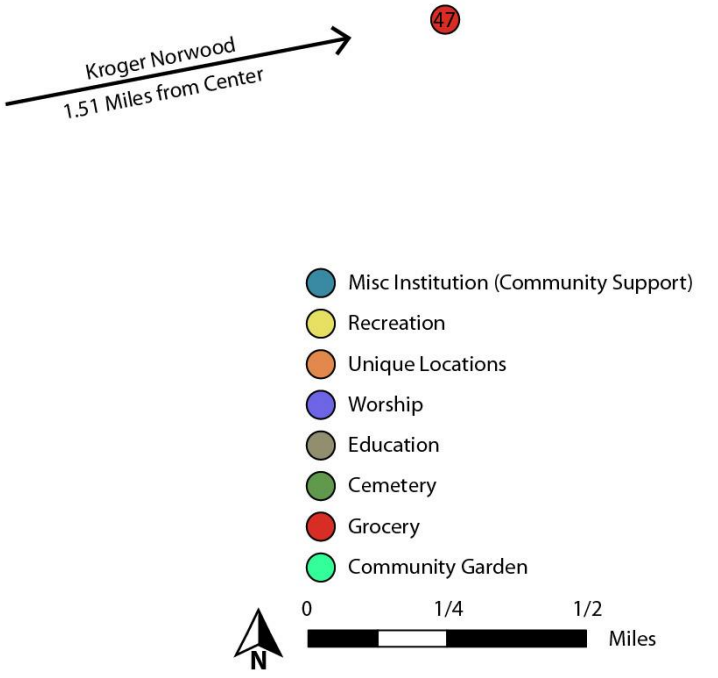 47
Kroger Norwood
1.51 Miles from Center
Misc Institution (Community Support)
Recreation
Unique Locations
Worship
Education
Cemetery
Grocery
Community Garden
0 1/4 1/2
Miles
N